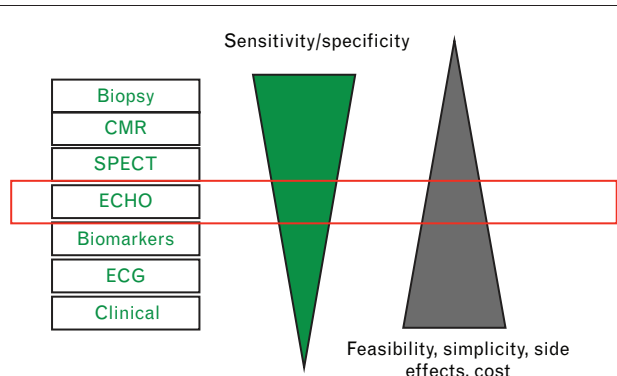 Sensitivity/specificity
Biopsy
CMR
SPECT
ECHO
Biomarkers
ECG
Clinical
Feasibility, simplicity, side
effects, cost